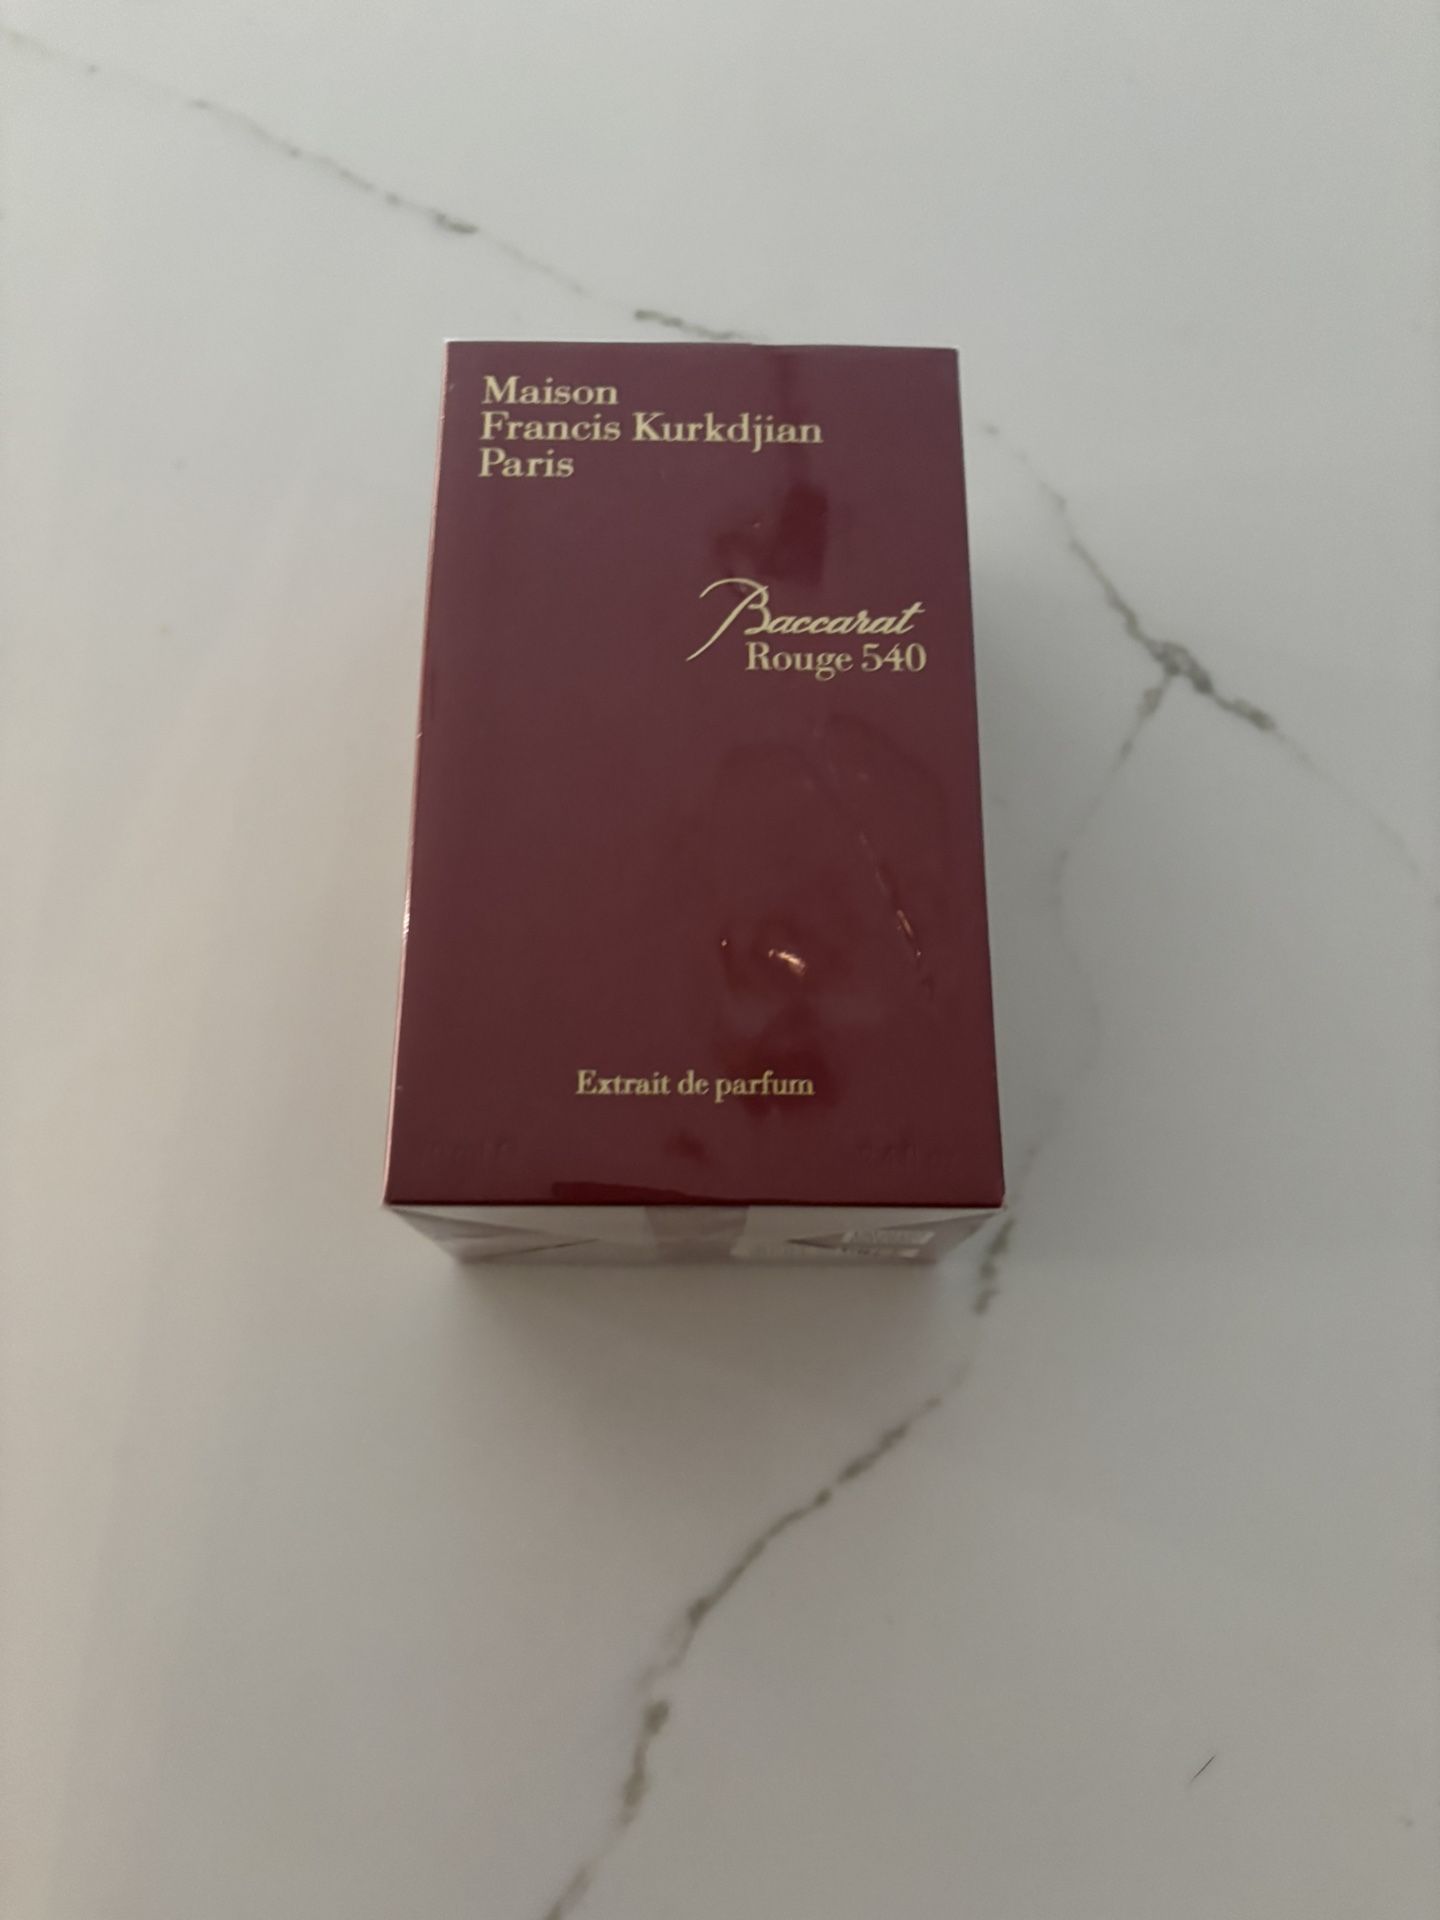 Maison
Francis Kurkdjian
Paris
Baccarat
Rouge 540
Extrait de parfum